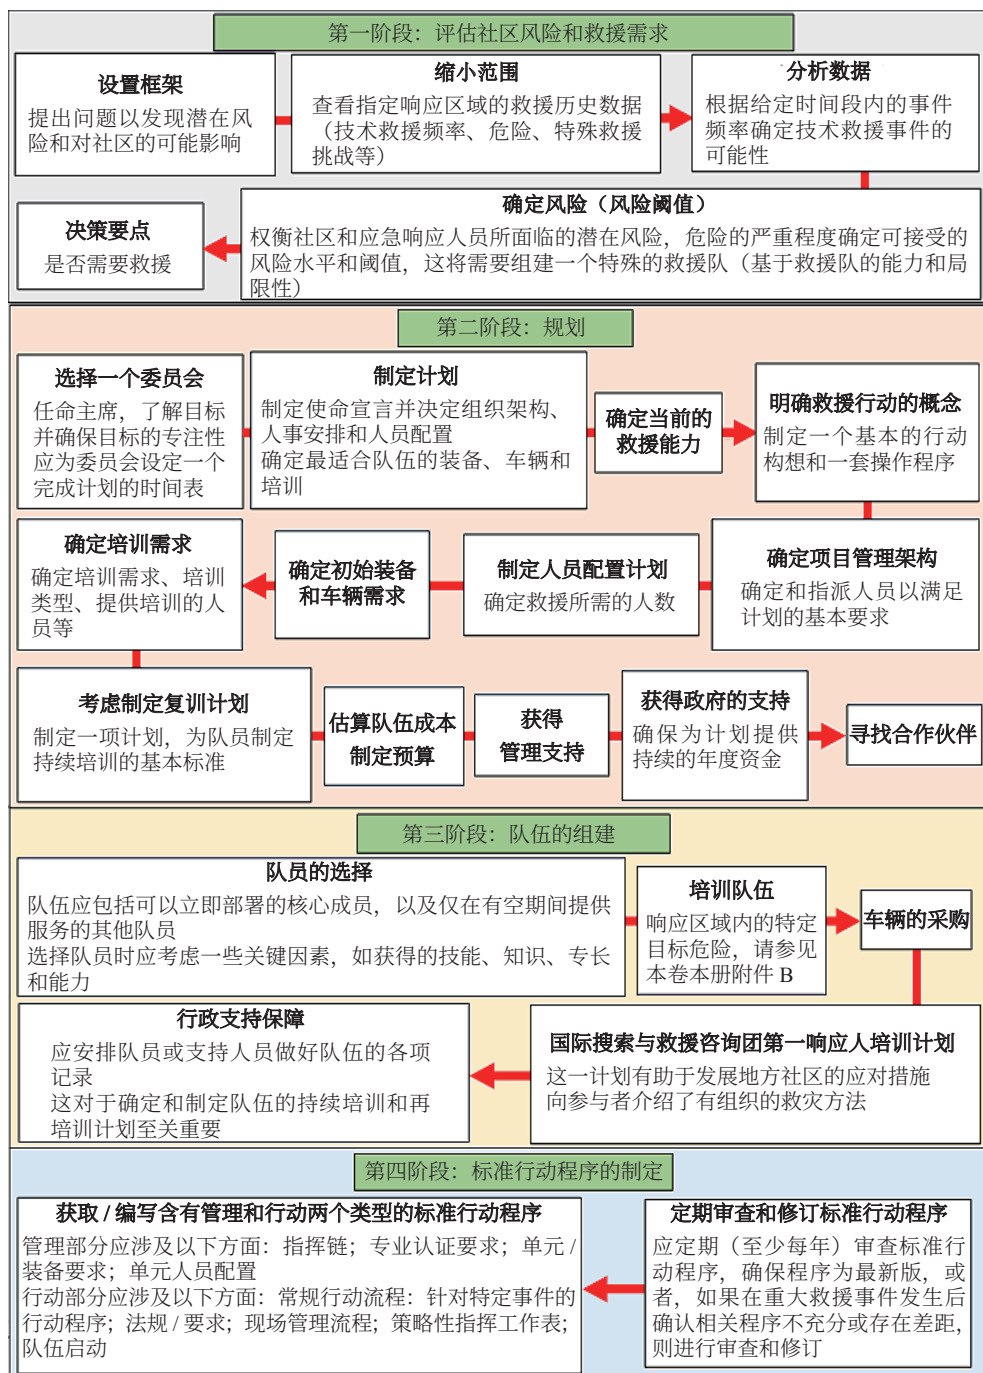 第一阶段：评估社区风险和救援需求
设置框架
提出问题以发现潜在风
险和对社区的可能影响
缩小范围
查看指定响应区域的救援历史数据
（技术救援频率、危险、特殊救援
挑战等）
分析数据
根据给定时间段内的事件
频率确定技术救援事件的
可能性
确定风险（风险阈值）
权衡社区和应急响应人员所面临的潜在风险，危险的严重程度确定可接受的
风险水平和阈值，这将需要组建一个特殊的救援队（基于救援队的能力和局
限性）
决策要点
是否需要救援
第二阶段：规划
选择一个委员会
任命主席，了解目标
并确保目标的专注性
应为委员会设定一个
完成计划的时间表
制定计划
制定使命宣言并决定组织架构、
人事安排和人员配置
确定最适合队伍的装备、车辆和
培训
确定当前的
救援能力
明确救援行动的概念
制定一个基本的行动
构想和一套操作程序
确定项目管理架构
确定和指派人员以满足
计划的基本要求
制定人员配置计划
确定救援所需的人数
确定初始装备
和车辆需求
确定培训需求
确定培训需求、培训
类型、提供培训的人
员等
考虑制定复训计划
制定一项计划，为队员制定
持续培训的基本标准
估算队伍成本
制定预算
获得
管理支持
获得政府的支持
确保为计划提供
持续的年度资金
寻找合作伙伴
第三阶段：队伍的组建
队员的选择
队伍应包括可以立即部署的核心成员，以及仅在有空期间提供
服务的其他队员
选择队员时应考虑一些关键因素，如获得的技能、知识、专长
和能力
培训队伍
响应区域内的特定
目标危险，请参见
本卷本册附件 B
车辆的采购
国际搜索与救援咨询团第一响应人培训计划
这一计划有助于发展地方社区的应对措施
向参与者介绍了有组织的救灾方法
行政支持保障
应安排队员或支持人员做好队伍的各项
记录
这对于确定和制定队伍的持续培训和再
培训计划至关重要
第四阶段：标准行动程序的制定
获取 / 编写含有管理和行动两个类型的标准行动程序
管理部分应涉及以下方面：指挥链；专业认证要求；单元 /
装备要求；单元人员配置
行动部分应涉及以下方面：常规行动流程：针对特定事件的
行动程序；法规 / 要求；现场管理流程；策略性指挥工作表；
队伍启动
定期审查和修订标准行动程序
应定期（至少每年）审查标准行
动程序，确保程序为最新版，或
者，如果在重大救援事件发生后
确认相关程序不充分或存在差距，
则进行审查和修订